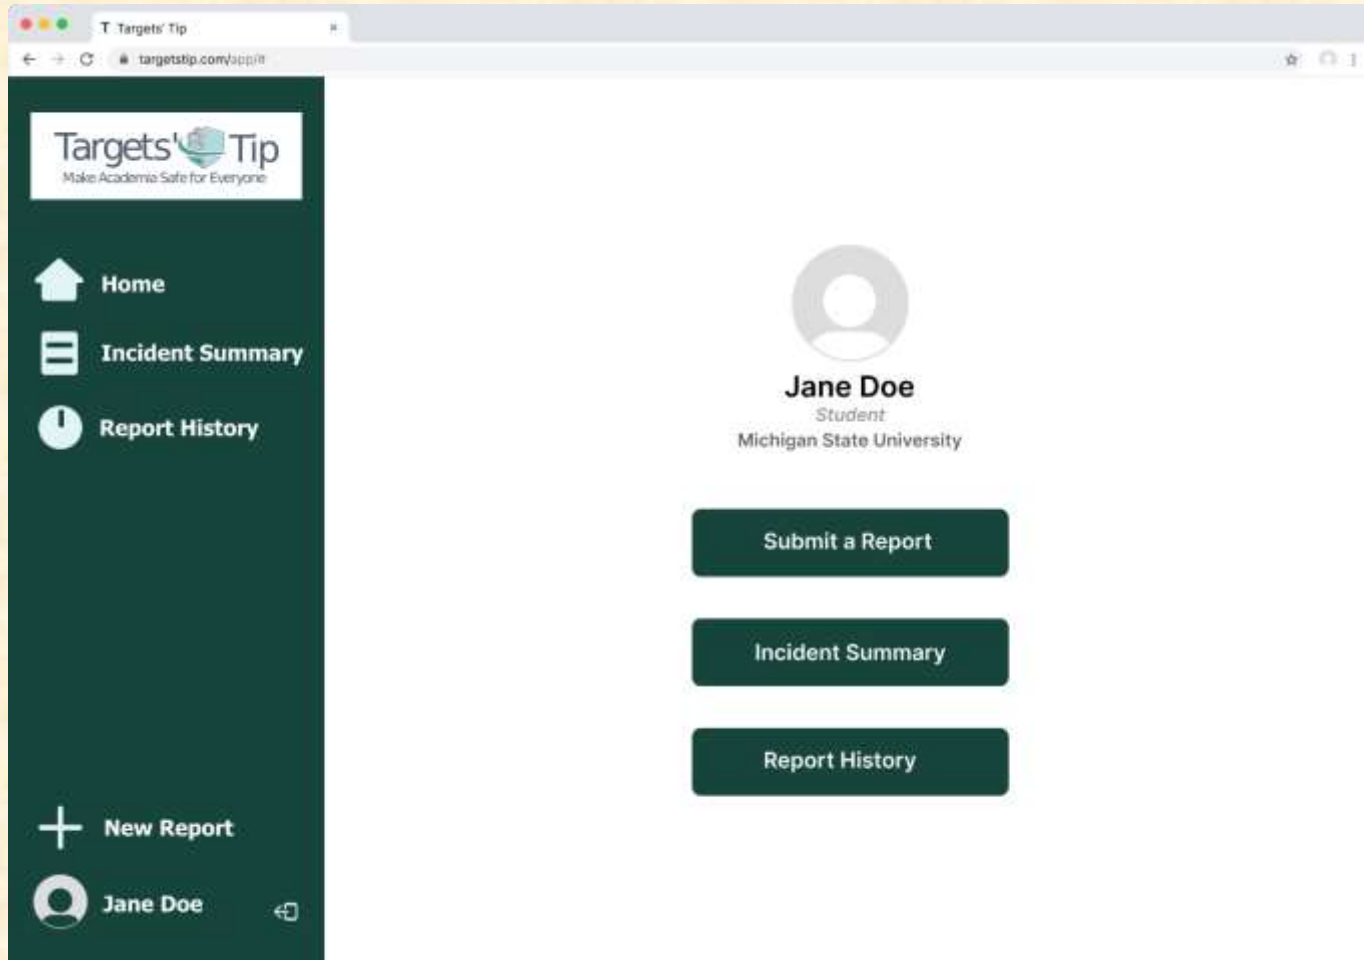 T Targets' Tip
targetstip.com/app/#
Targets' Tip
Make Academia Safe for Everyone
Home
Incident Summary
Report History
New Report
Jane Doe
Jane Doe
Student
Michigan State University
Submit a Report
Incident Summary
Report History